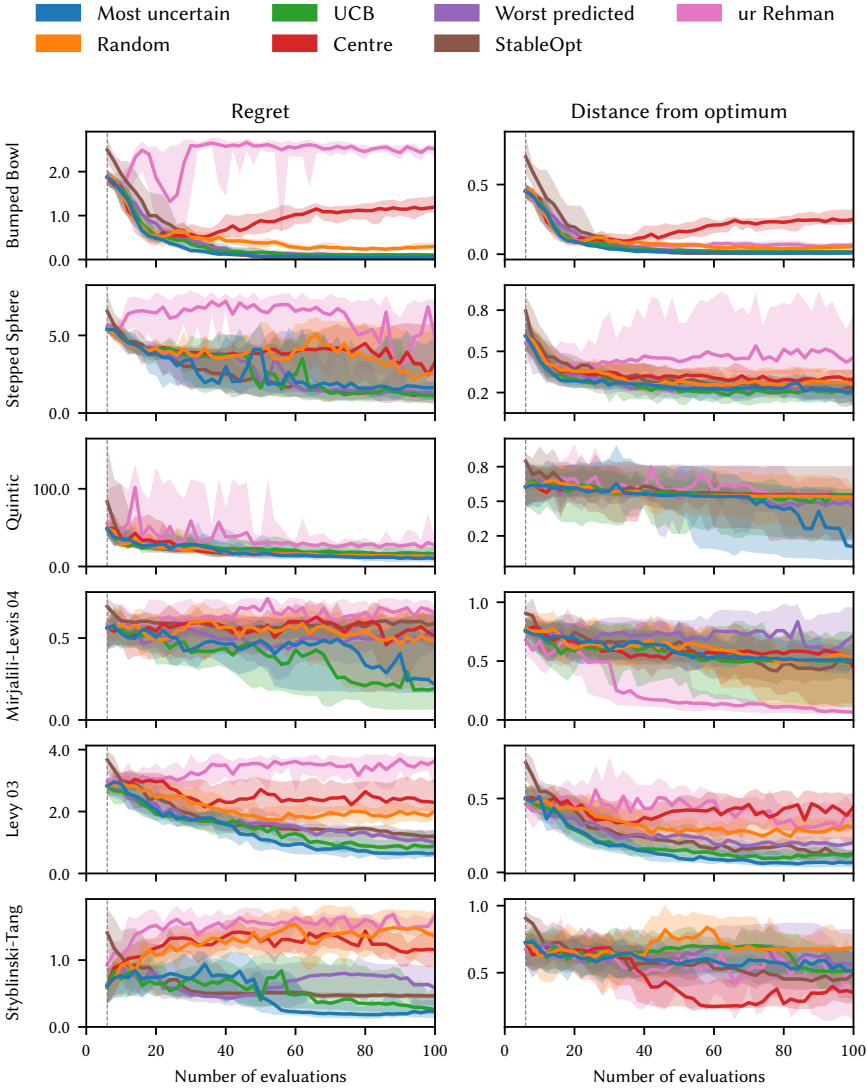 Most uncertain UCB Worst predicted ur Rehman
Random Centre StableOpt
Regret Distance from optimum
Bumped Bowl
2.0
1.0
0.0
0.5
0.0
Stepped Sphere
5.0
0.0
0.8
0.5
0.2
Quintic
100.0
0.0
0.8
0.5
0.2
Mirjalili-Lewis 04
0.5
0.0
1.0
0.5
0.0
Levy 03
4.0
2.0
0.0
0.5
0.0
Styblinski-Tang
1.0
0.0
1.0
0.5
0 20 40 60 80 100 0 20 40 60 80 100
Number of evaluations Number of evaluations